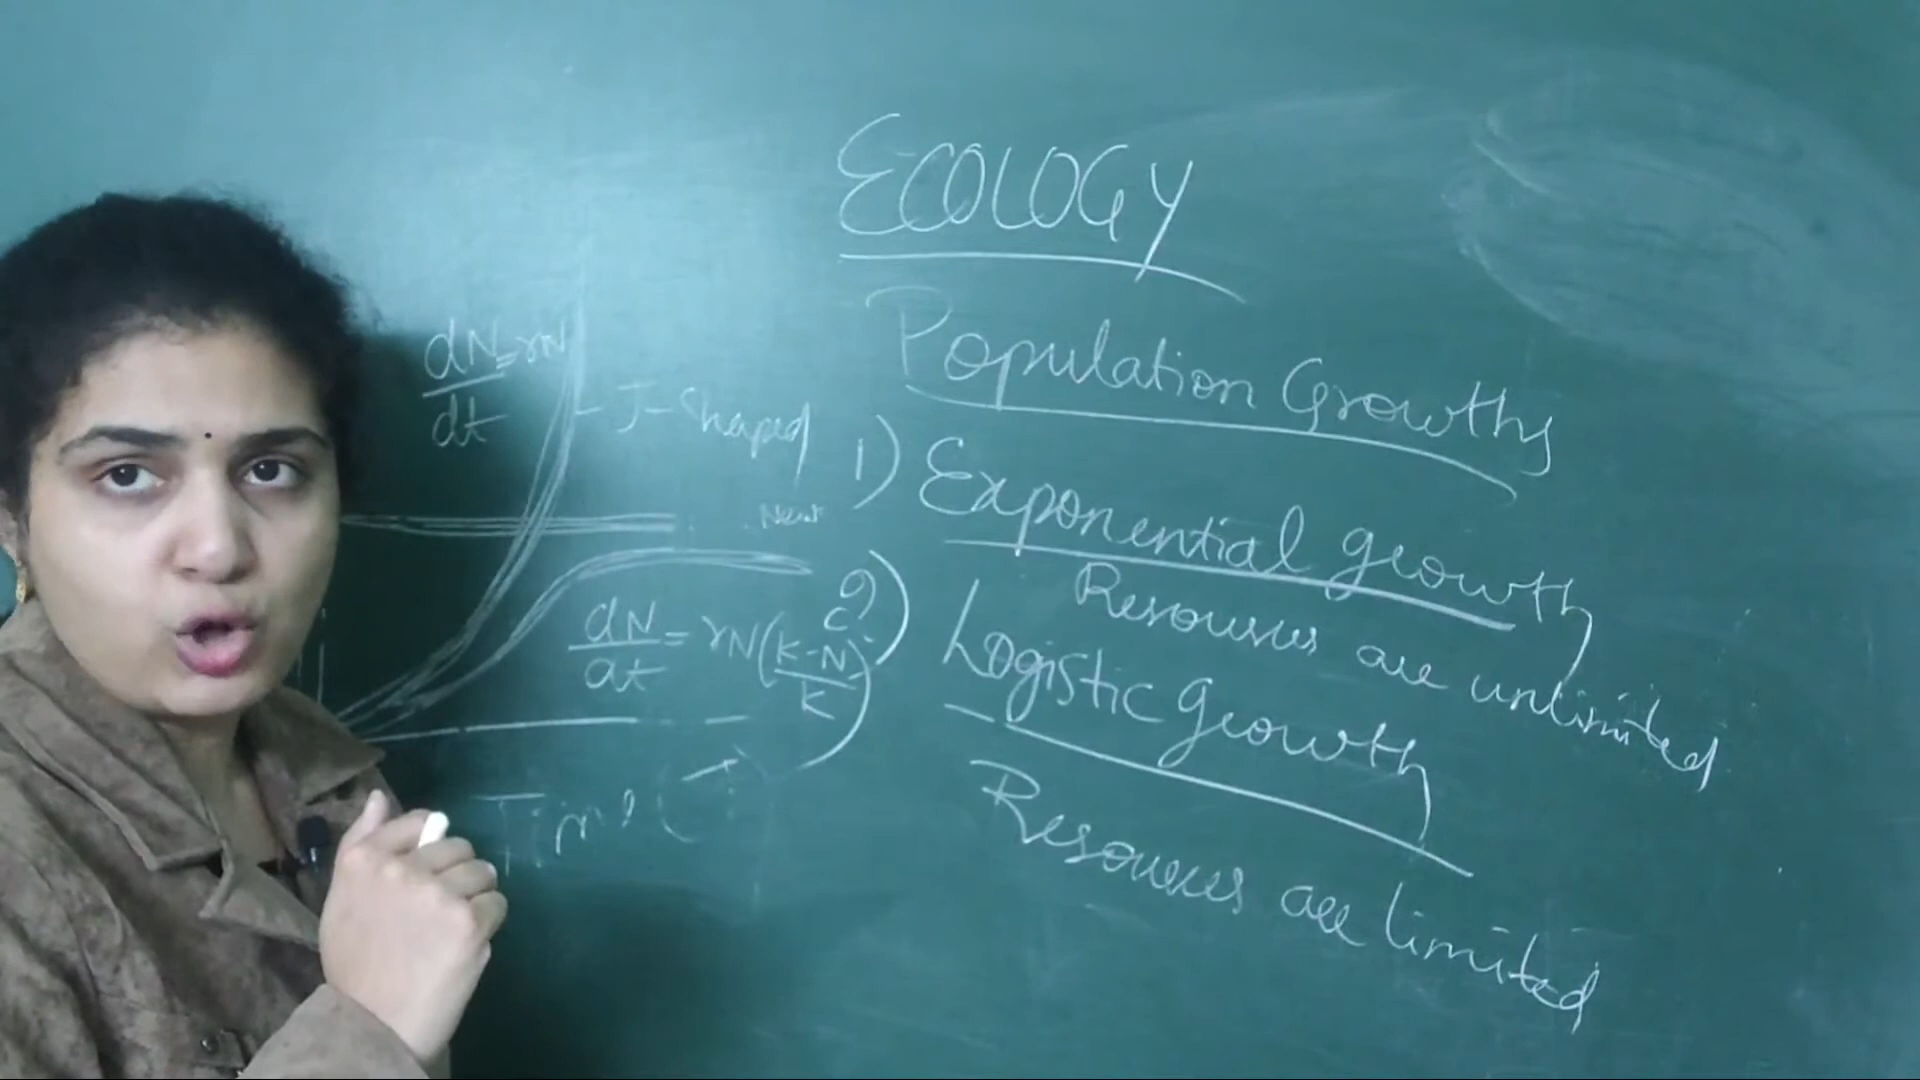 ECOLOGY
Population Growths
1) Exponential growth
Resources are unlimited
2) Logistic growth
Resources are limited
dN/dt = rN
J-Shaped
dN/dt = rN(K-N/K)
Time (→)